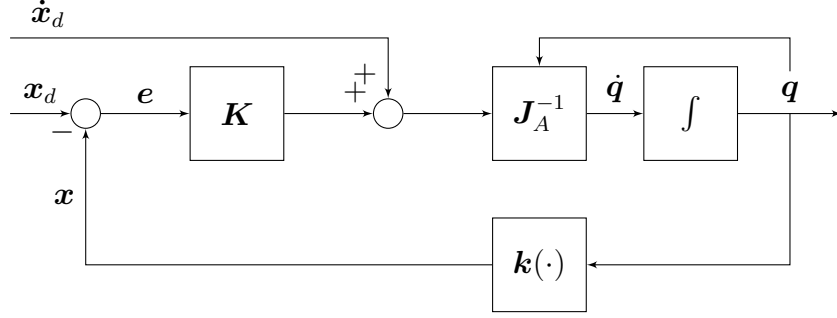 ẋ_d
x_d
−
e
K
+
+
J_A^{-1}
q̇
∫
q
x
k(·)